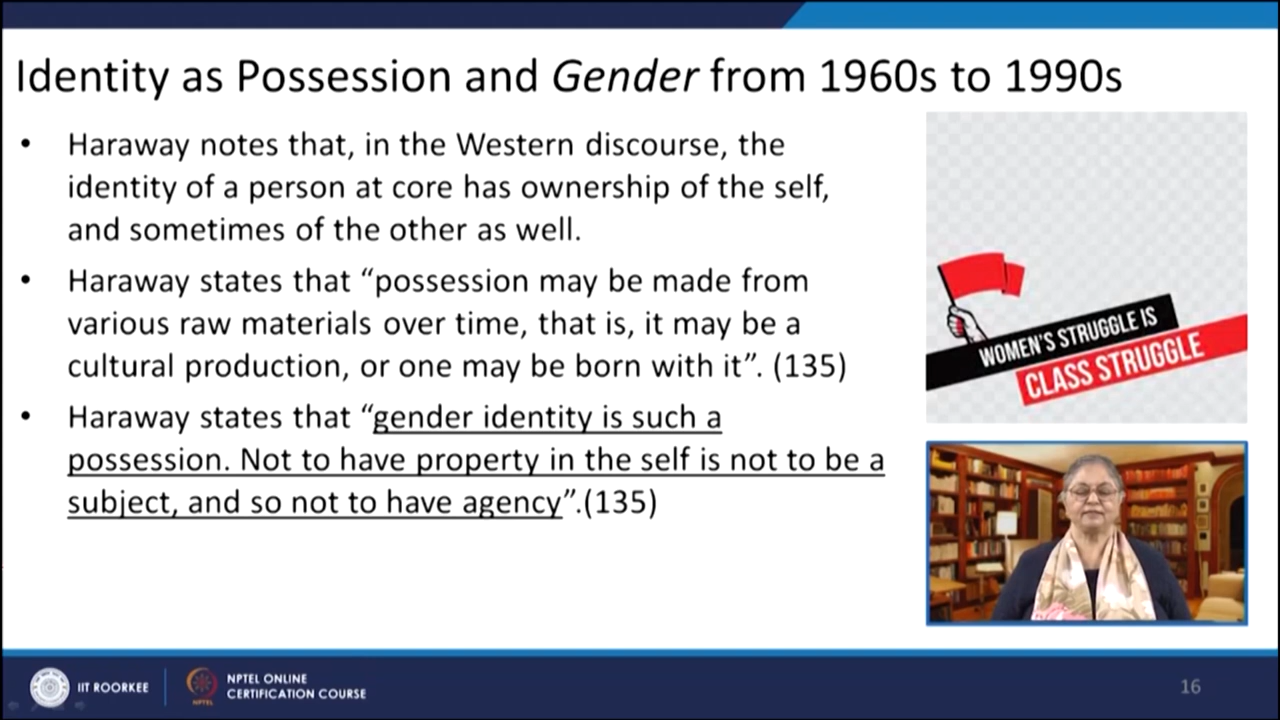 Identity as Possession and Gender from 1960s to 1990s
• Haraway notes that, in the Western discourse, the
identity of a person at core has ownership of the self,
and sometimes of the other as well.
• Haraway states that “possession may be made from
various raw materials over time, that is, it may be a
cultural production, or one may be born with it”. (135)
• Haraway states that “gender identity is such a
possession. Not to have property in the self is not to be a
subject, and so not to have agency”.(135)
WOMEN'S STRUGGLE IS
CLASS STRUGGLE
IIT ROORKEE
NPTEL
NPTEL ONLINE
CERTIFICATION COURSE
16